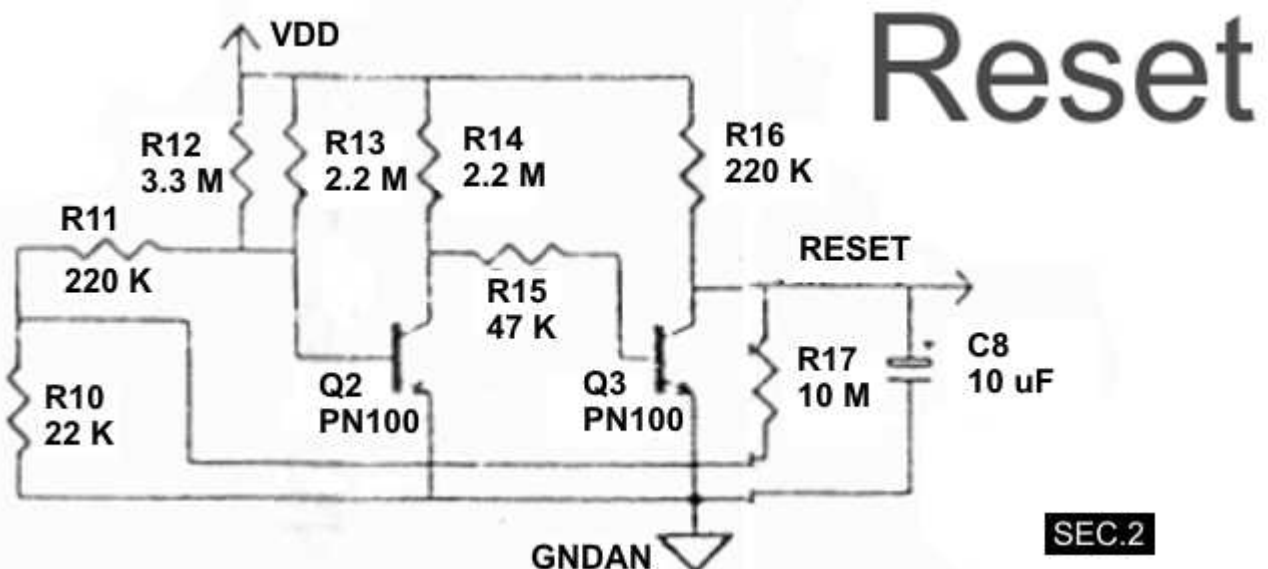 VDD
Reset
R12
3.3 M
R13
2.2 M
R14
2.2 M
R16
220 K
R11
220 K
RESET
R15
47 K
R10
22 K
Q2
PN100
Q3
PN100
R17
10 M
C8
10 uF
GNDAN
SEC.2